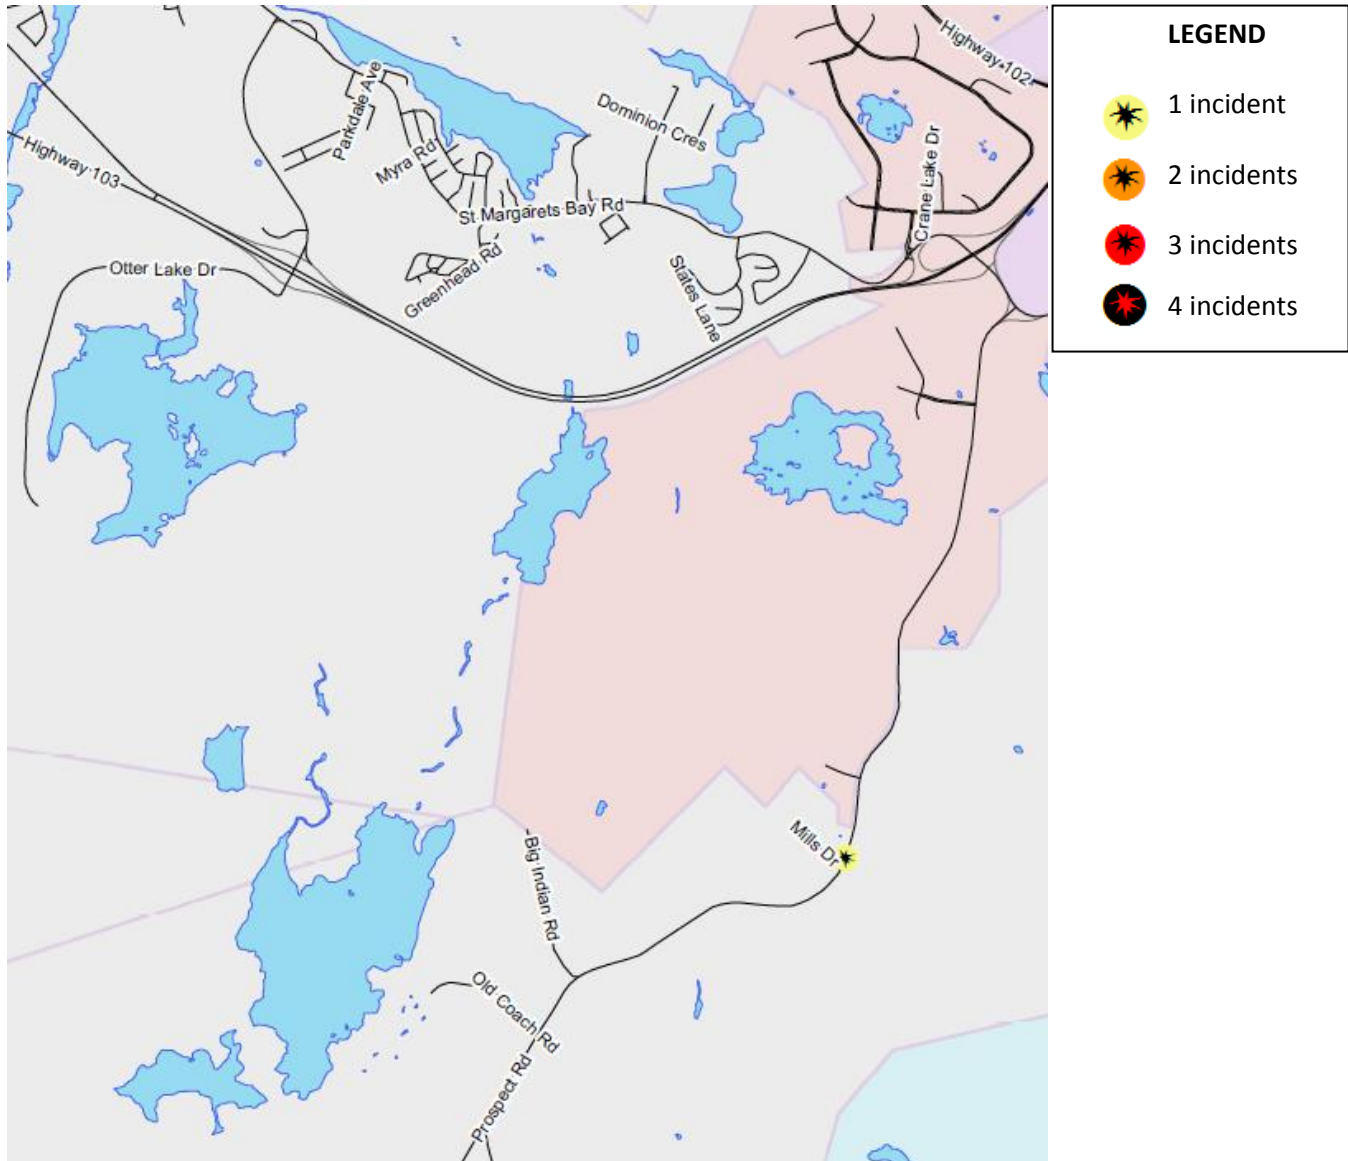 LEGEND
1 incident
2 incidents
3 incidents
4 incidents
Highway 102
Parkdale Ave
Dominion Cres
Highway 103
Myra Rd
Crane Lake Dr
St Margarets Bay Rd
Otter Lake Dr
Greenhead Rd
States Lane
Mills Dr
Big Indian Rd
Old Coach Rd
Prospect Rd